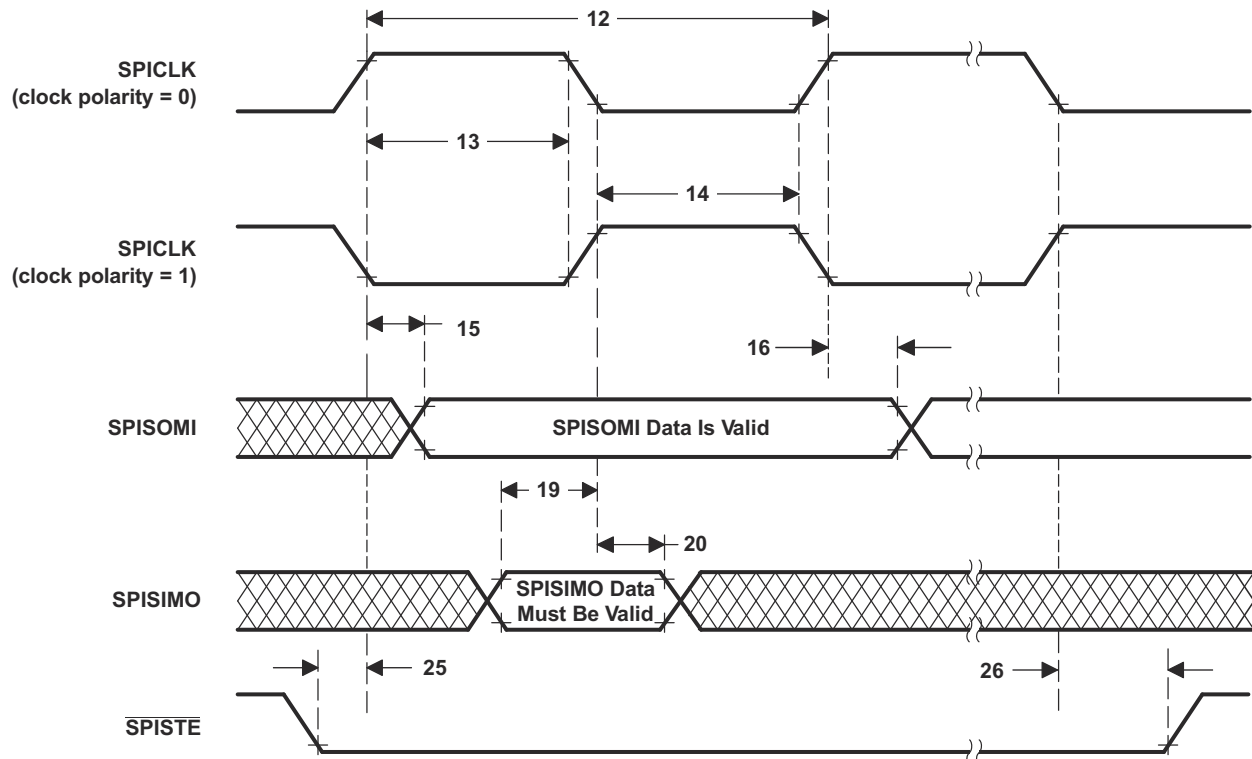 12
SPICLK
(clock polarity = 0)
13
14
SPICLK
(clock polarity = 1)
15
16
SPISOMI
SPISOMI Data Is Valid
19
20
SPISIMO
SPISIMO Data
Must Be Valid
25
26
SPISTE